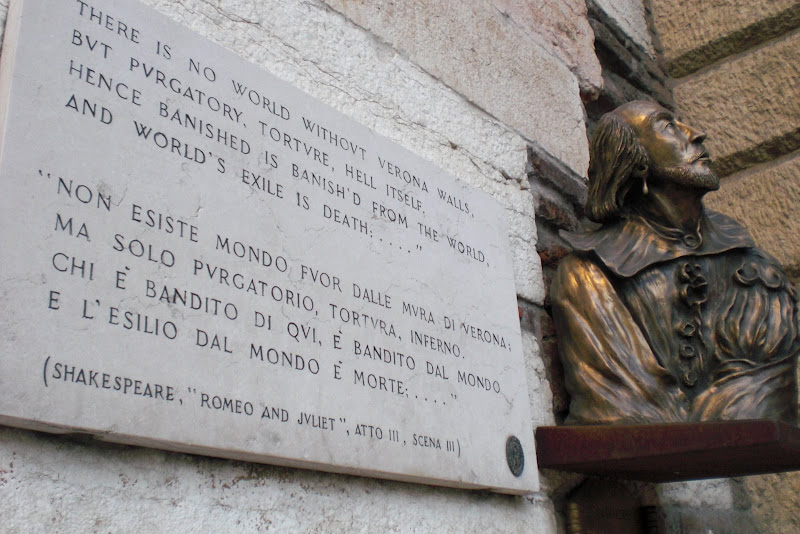 THERE IS NO WORLD WITHOVT VERONA WALLS,
BVT PVRGATORY, TORTVRE, HELL ITSELF.
HENCE BANISHED IS BANISH'D FROM THE WORLD,
AND WORLD'S EXILE IS DEATH:...."
"NON ESISTE MONDO FVOR DALLE MVRA DI VERONA;
MA SOLO PVRGATORIO, TORTVRA, INFERNO.
CHI È BANDITO DI QVI, È BANDITO DAL MONDO
E L'ESILIO DAL MONDO È MORTE:...."
(SHAKESPEARE, "ROMEO AND JVLIET", ATTO III, SCENA III)